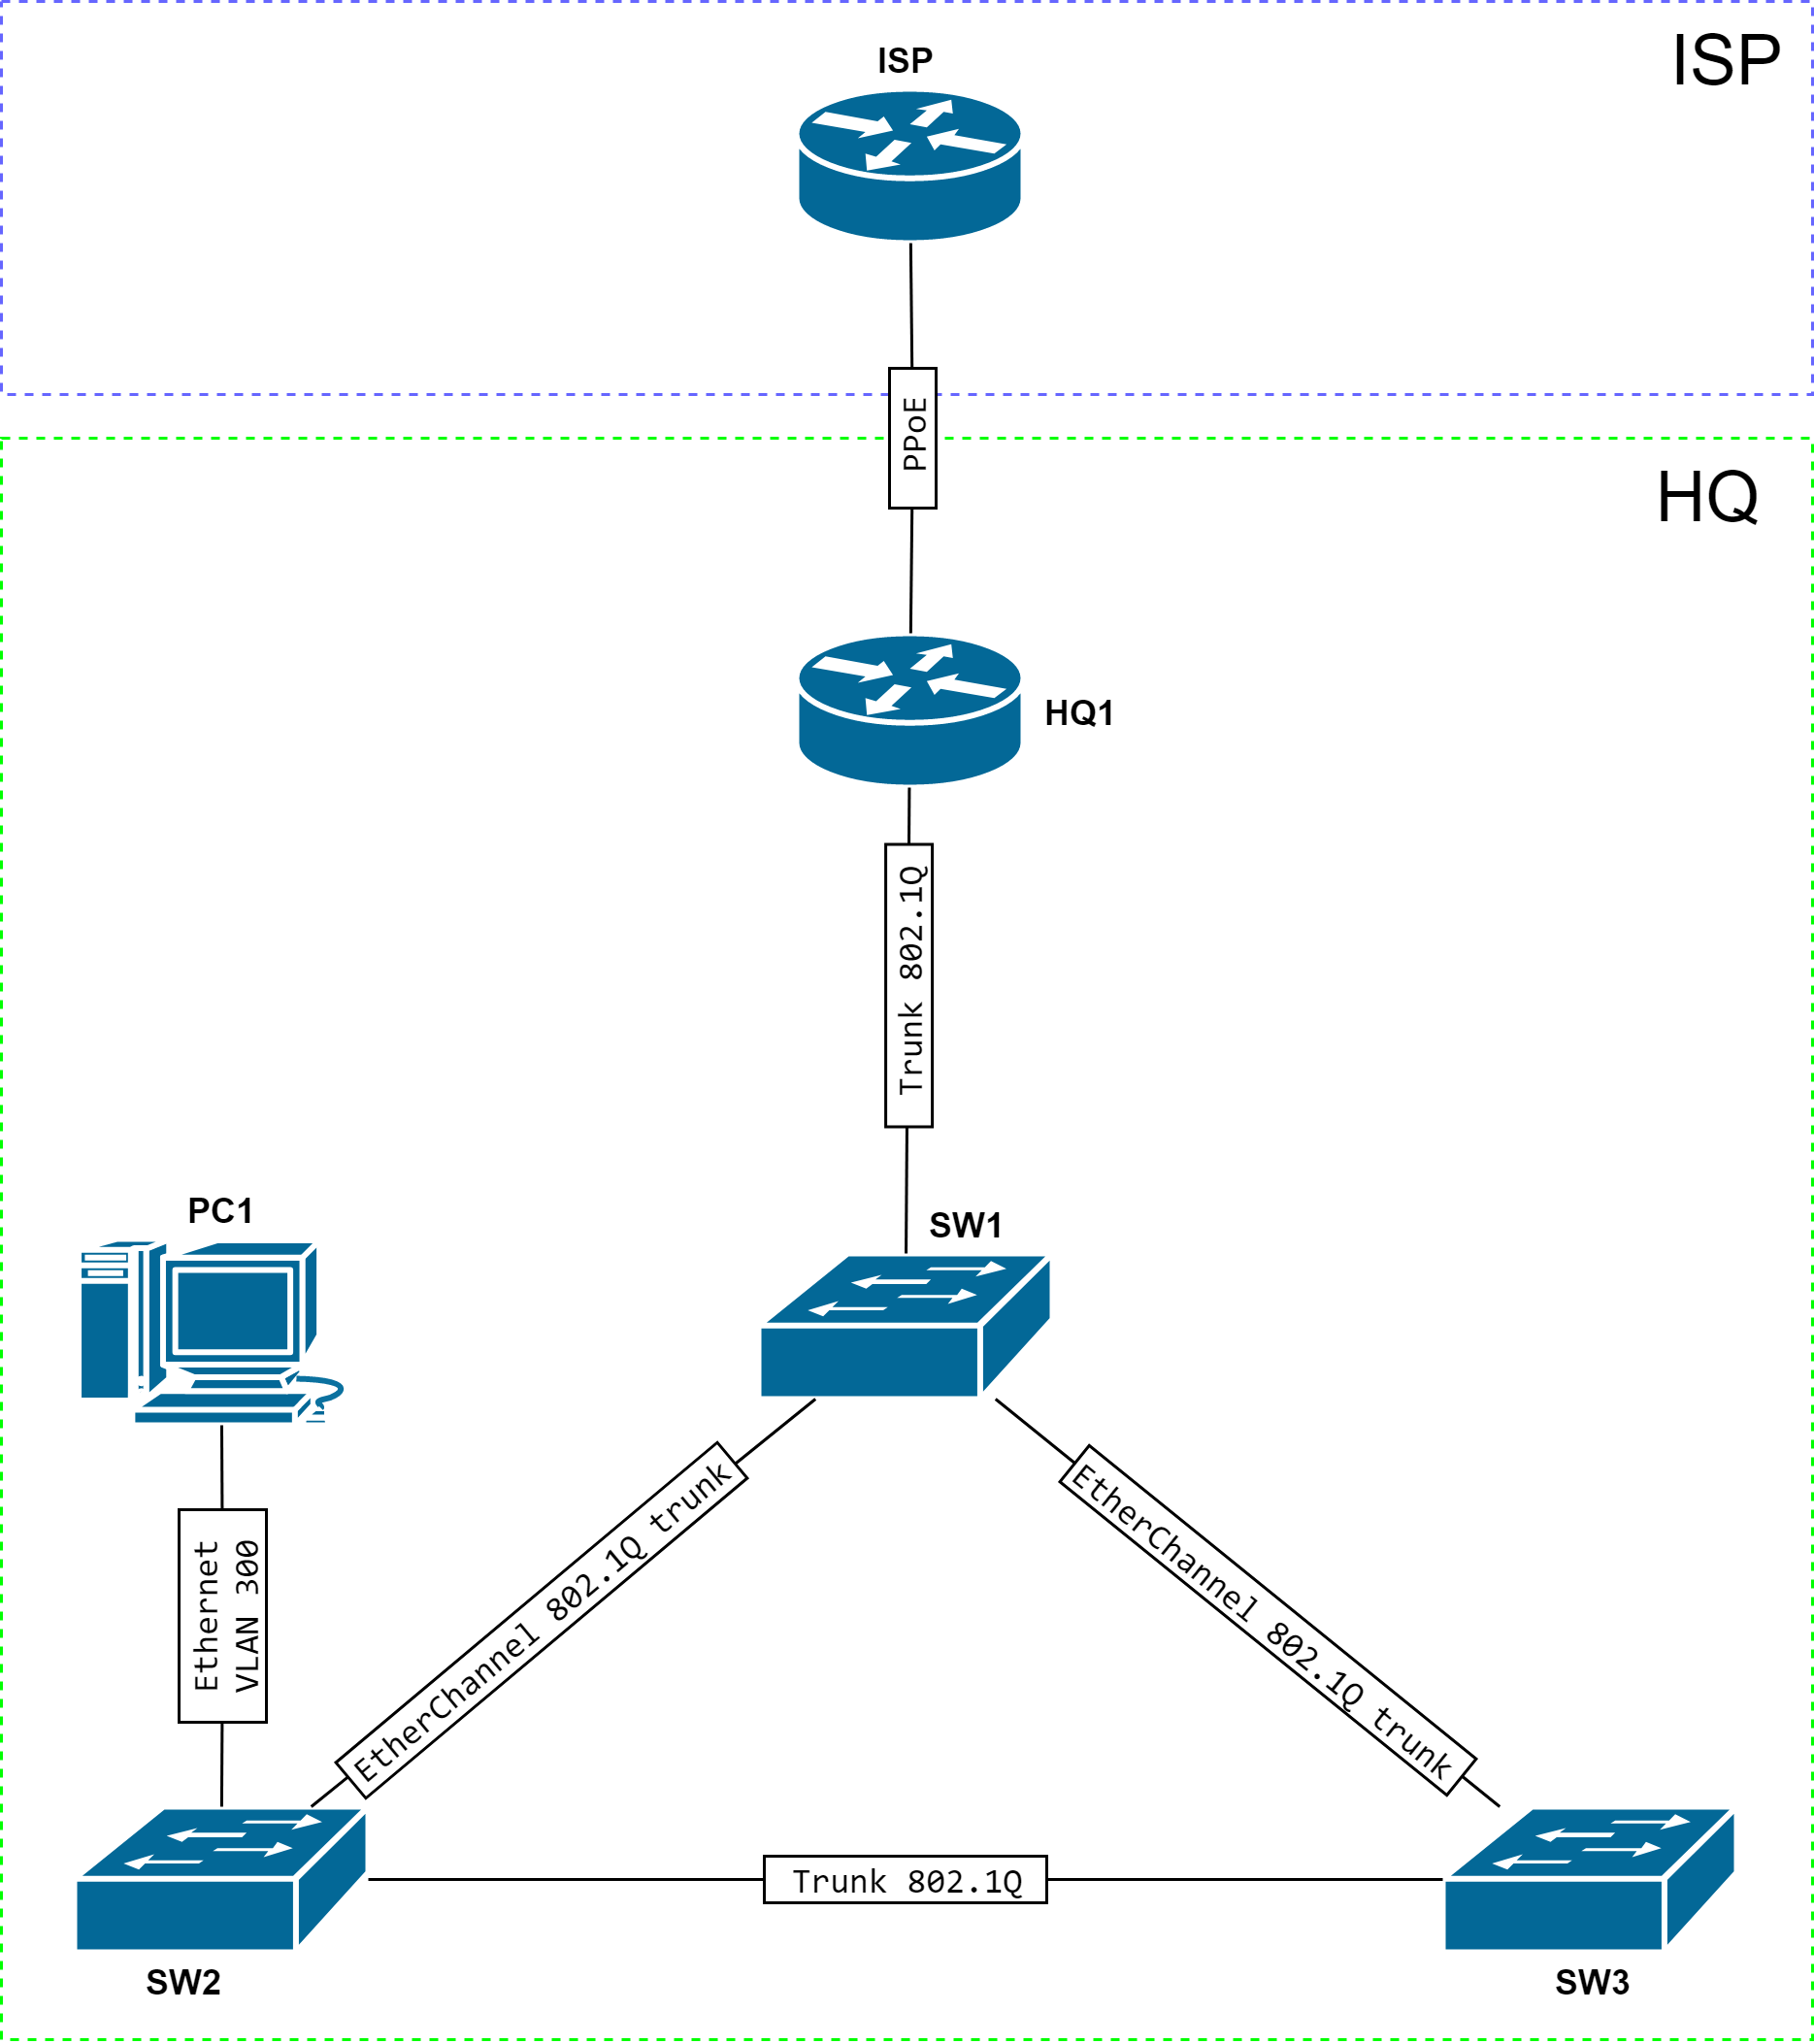 ISP
ISP
PPoE
HQ
HQ1
Trunk 802.1Q
PC1
SW1
Ethernet
VLAN 300
EtherChannel 802.1Q trunk
EtherChannel 802.1Q trunk
Trunk 802.1Q
SW2
SW3